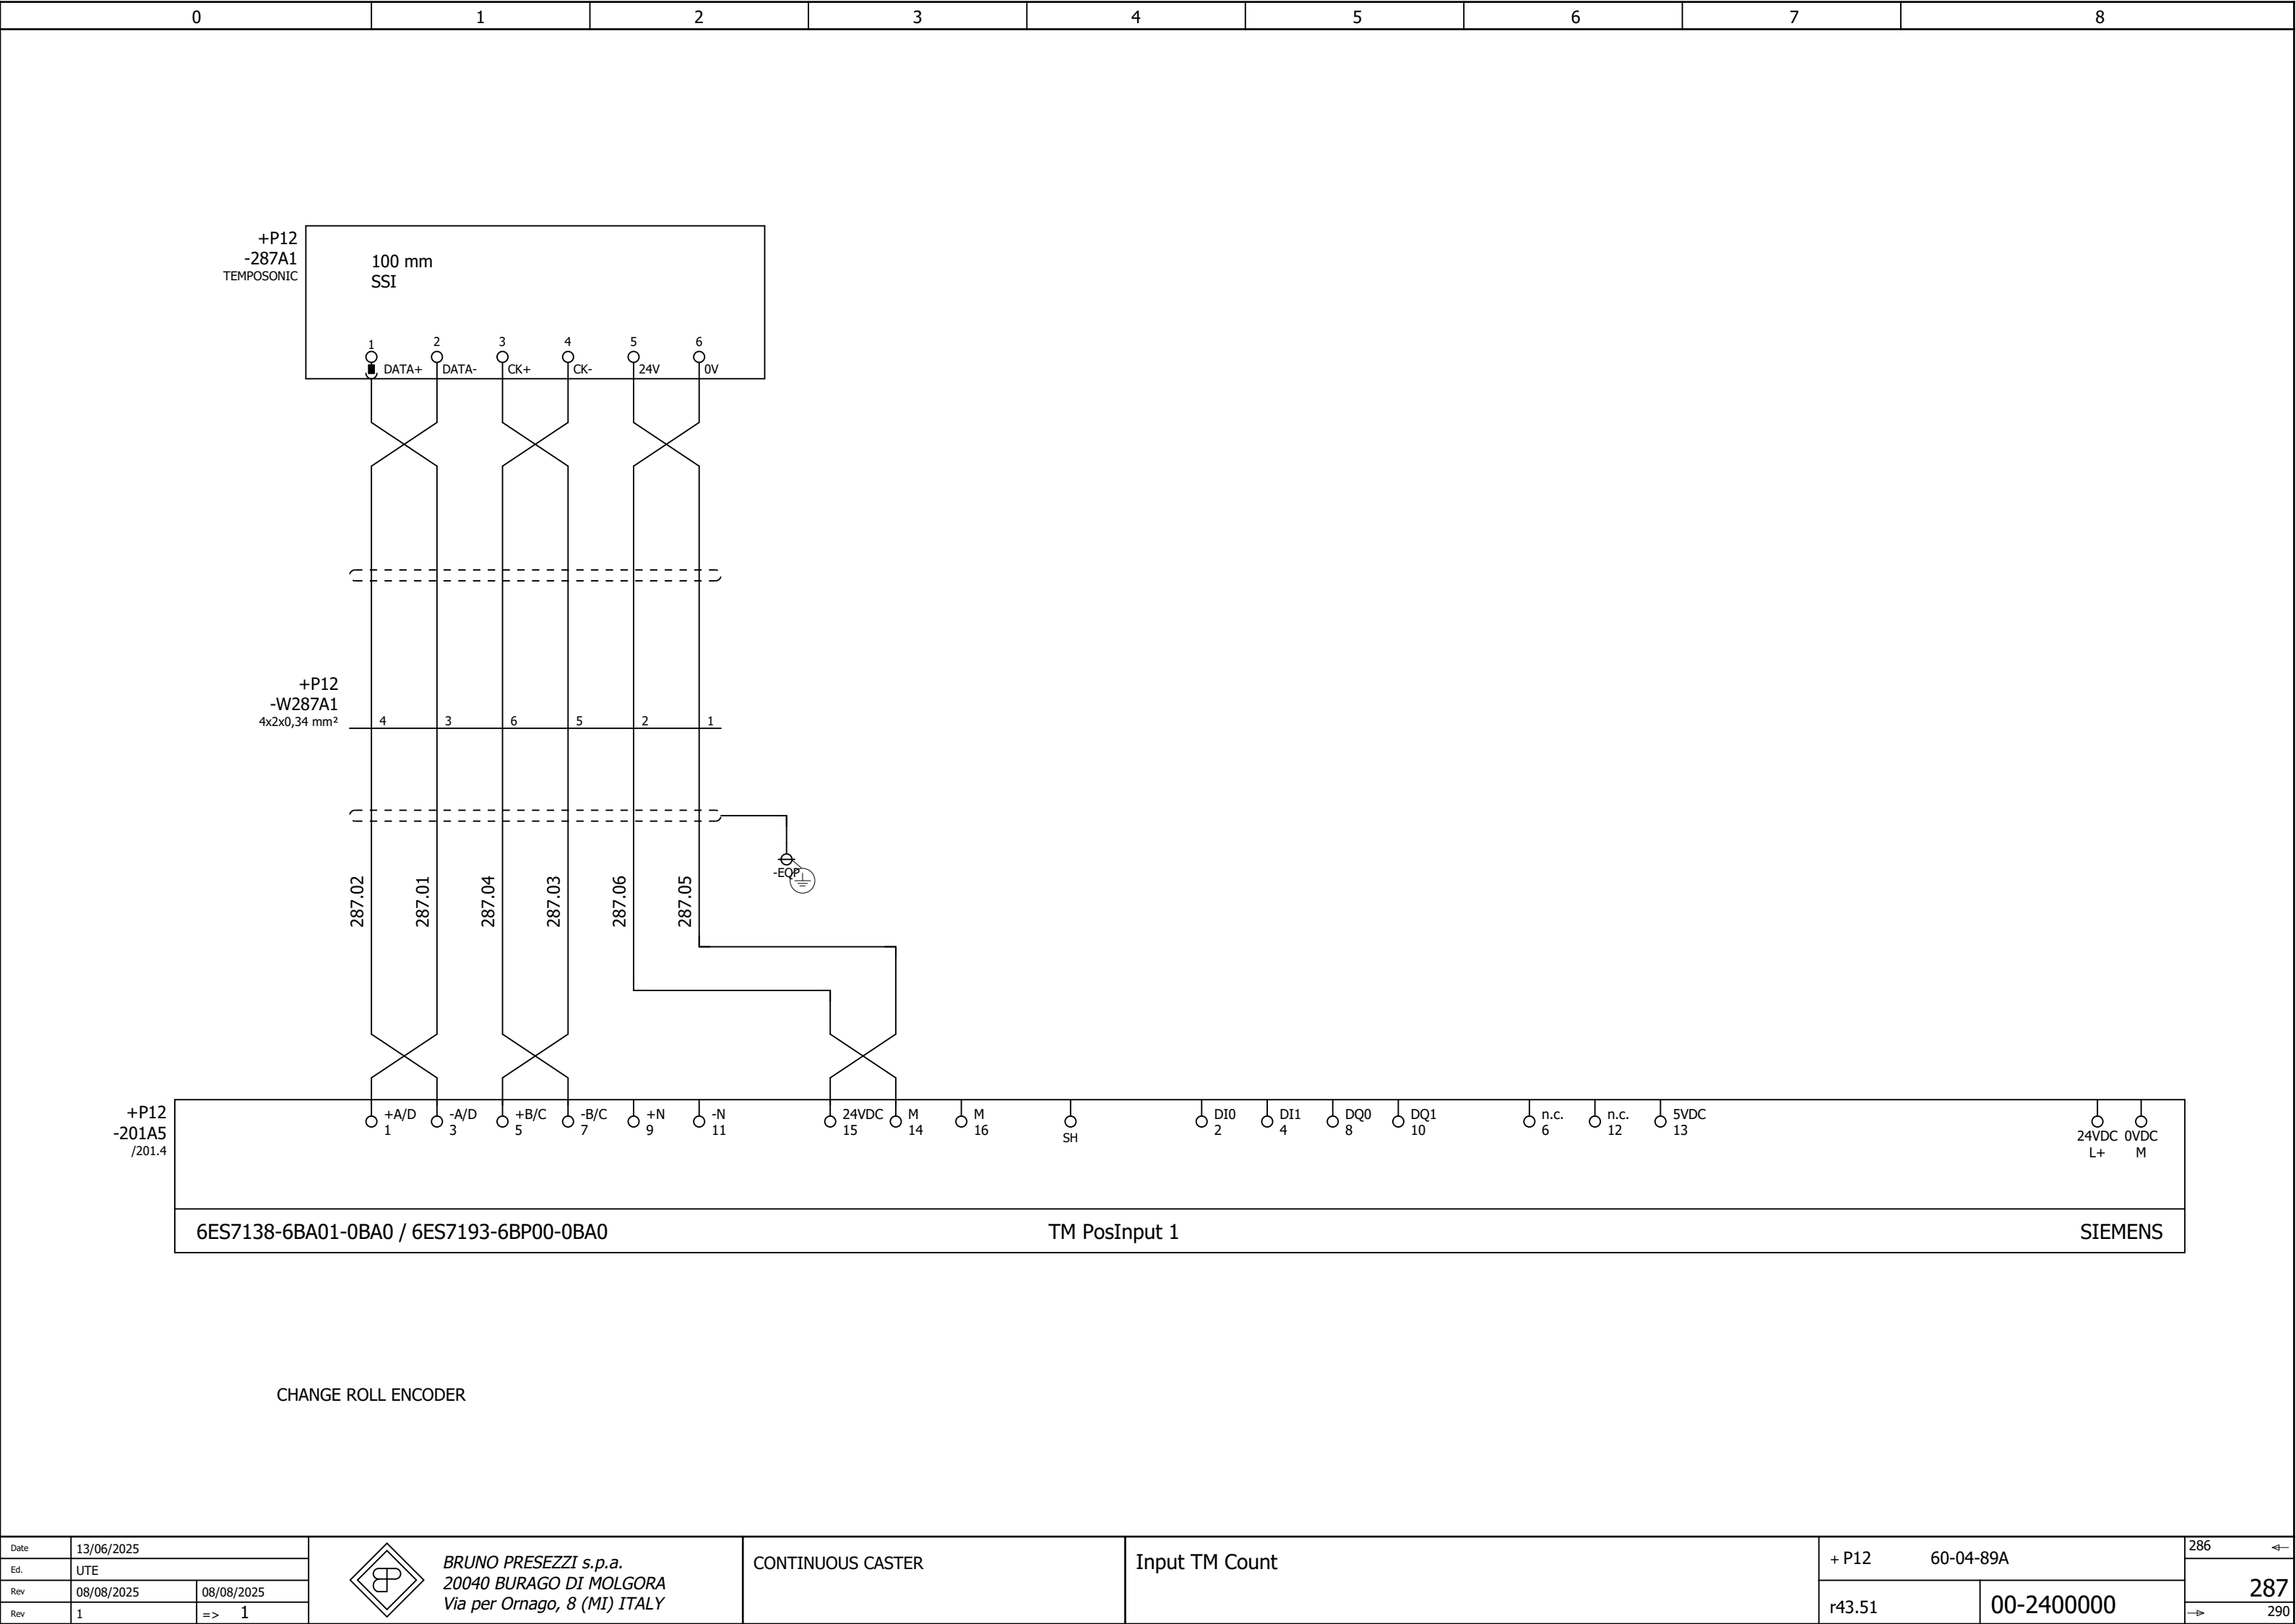 0 1 2 3 4 5 6 7 8
+P12
-287A1
TEMPOSONIC
100 mm
SSI
1 2 3 4 5 6
DATA+ DATA- CK+ CK- 24V 0V
+P12
-W287A1
4x2x0,34 mm²
4 3 6 5 2 1
-EQP
287.02 287.01 287.04 287.03 287.06 287.05
+P12
-201A5
/201.4
+A/D -A/D +B/C -B/C +N -N 24VDC M M DI0 DI1 DQ0 DQ1 n.c. n.c. 5VDC
1 3 5 7 9 11 15 14 16 SH 2 4 8 10 6 12 13
24VDC 0VDC
L+ M
6ES7138-6BA01-0BA0 / 6ES7193-6BP00-0BA0 TM PosInput 1 SIEMENS
CHANGE ROLL ENCODER
Date 13/06/2025
Ed. UTE
Rev 08/08/2025 08/08/2025
Rev 1 => 1
BRUNO PRESEZZI s.p.a.
20040 BURAGO DI MOLGORA
Via per Ornago, 8 (MI) ITALY
CONTINUOUS CASTER
Input TM Count
+ P12 60-04-89A
r43.51 00-2400000
286
287
290